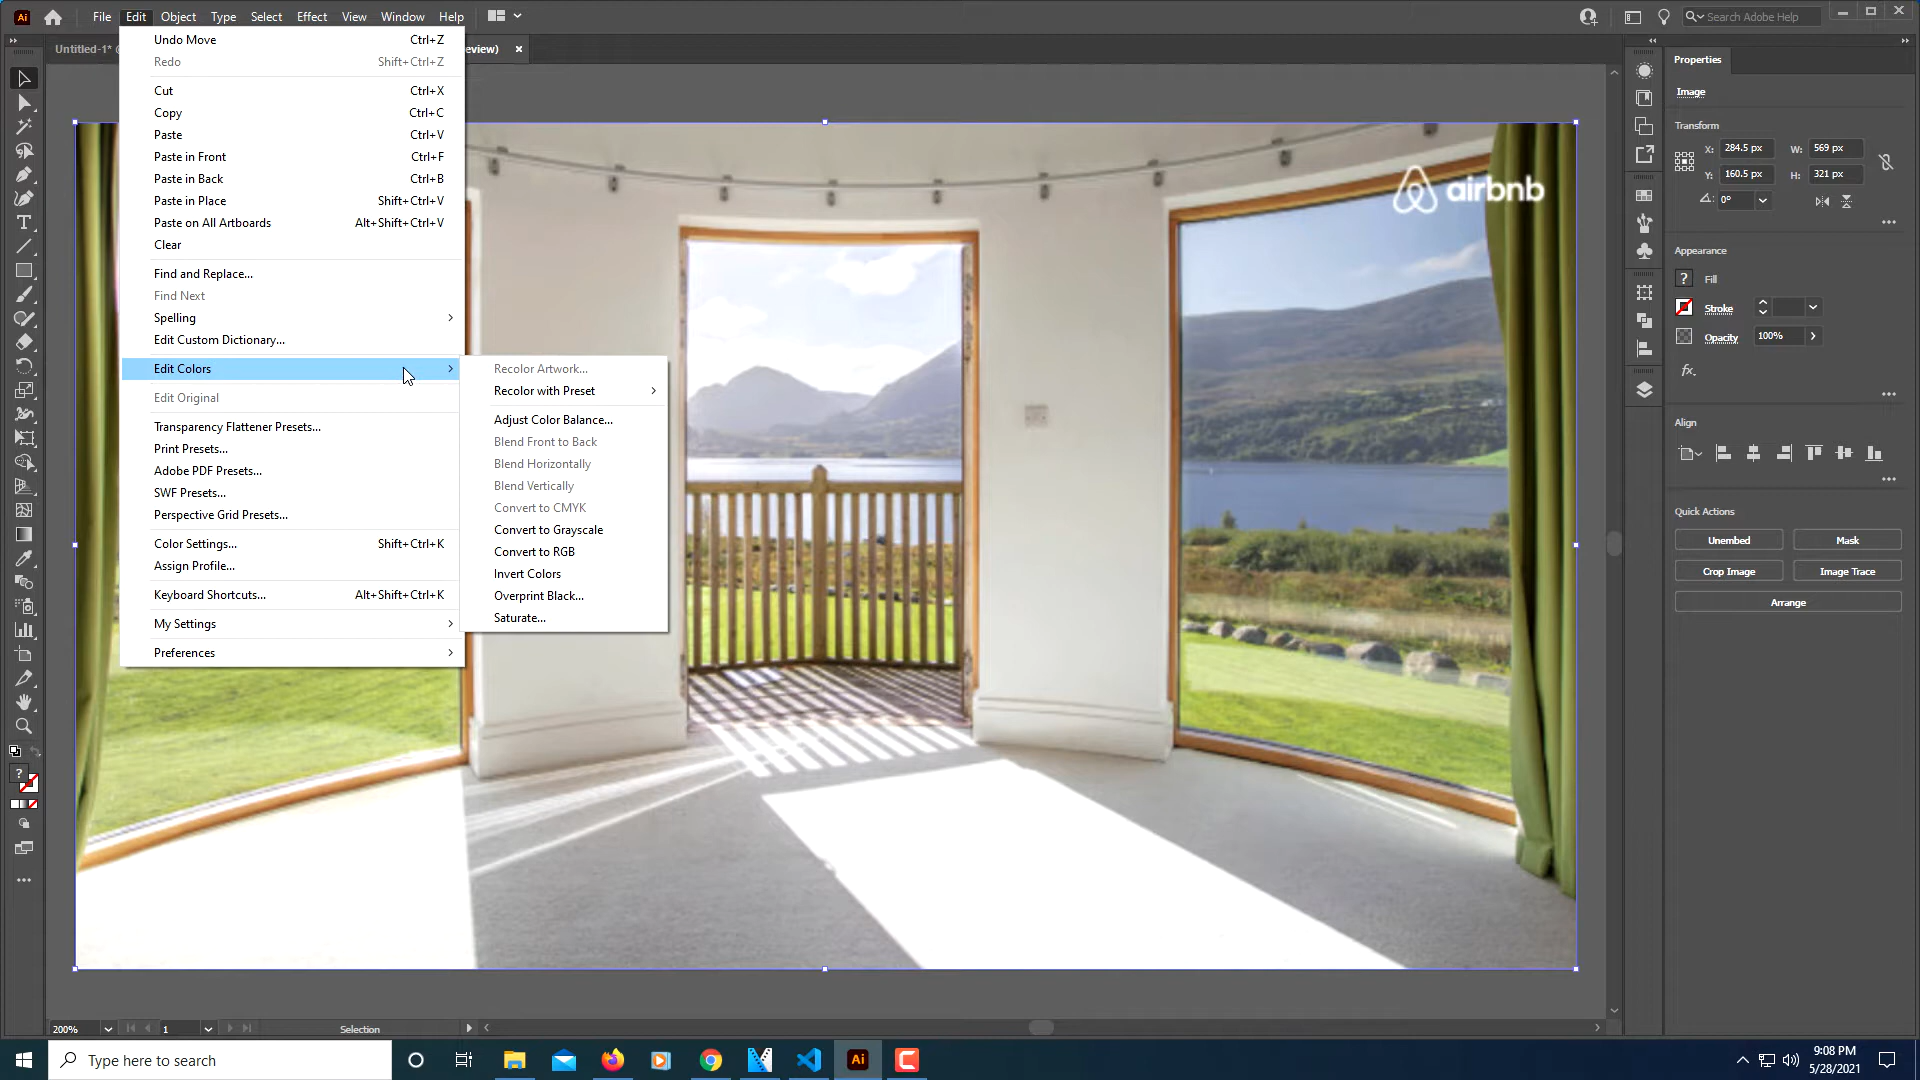 Ai
File
Edit
Object
Type
Select
Effect
View
Window
Help
Search Adobe Help
Untitled-1*
eview)
Undo Move Ctrl+Z
Redo Shift+Ctrl+Z
Cut Ctrl+X
Copy Ctrl+C
Paste Ctrl+V
Paste in Front Ctrl+F
Paste in Back Ctrl+B
Paste in Place Shift+Ctrl+V
Paste on All Artboards Alt+Shift+Ctrl+V
Clear
Find and Replace...
Find Next
Spelling
Edit Custom Dictionary...
Edit Colors
Edit Original
Transparency Flattener Presets...
Print Presets...
Adobe PDF Presets...
SWF Presets...
Perspective Grid Presets...
Color Settings... Shift+Ctrl+K
Assign Profile...
Keyboard Shortcuts... Alt+Shift+Ctrl+K
My Settings
Preferences
Recolor Artwork...
Recolor with Preset
Adjust Color Balance...
Blend Front to Back
Blend Horizontally
Blend Vertically
Convert to CMYK
Convert to Grayscale
Convert to RGB
Invert Colors
Overprint Black...
Saturate...
airbnb
Properties
Image
Transform
X: 284.5 px W: 569 px
Y: 160.5 px H: 321 px
0°
Appearance
? Fill
Stroke
Opacity 100%
fx.
Align
Quick Actions
Unembed
Mask
Crop Image
Image Trace
Arrange
?
200%
1
Selection
Type here to search
Ai
9:08 PM
5/28/2021